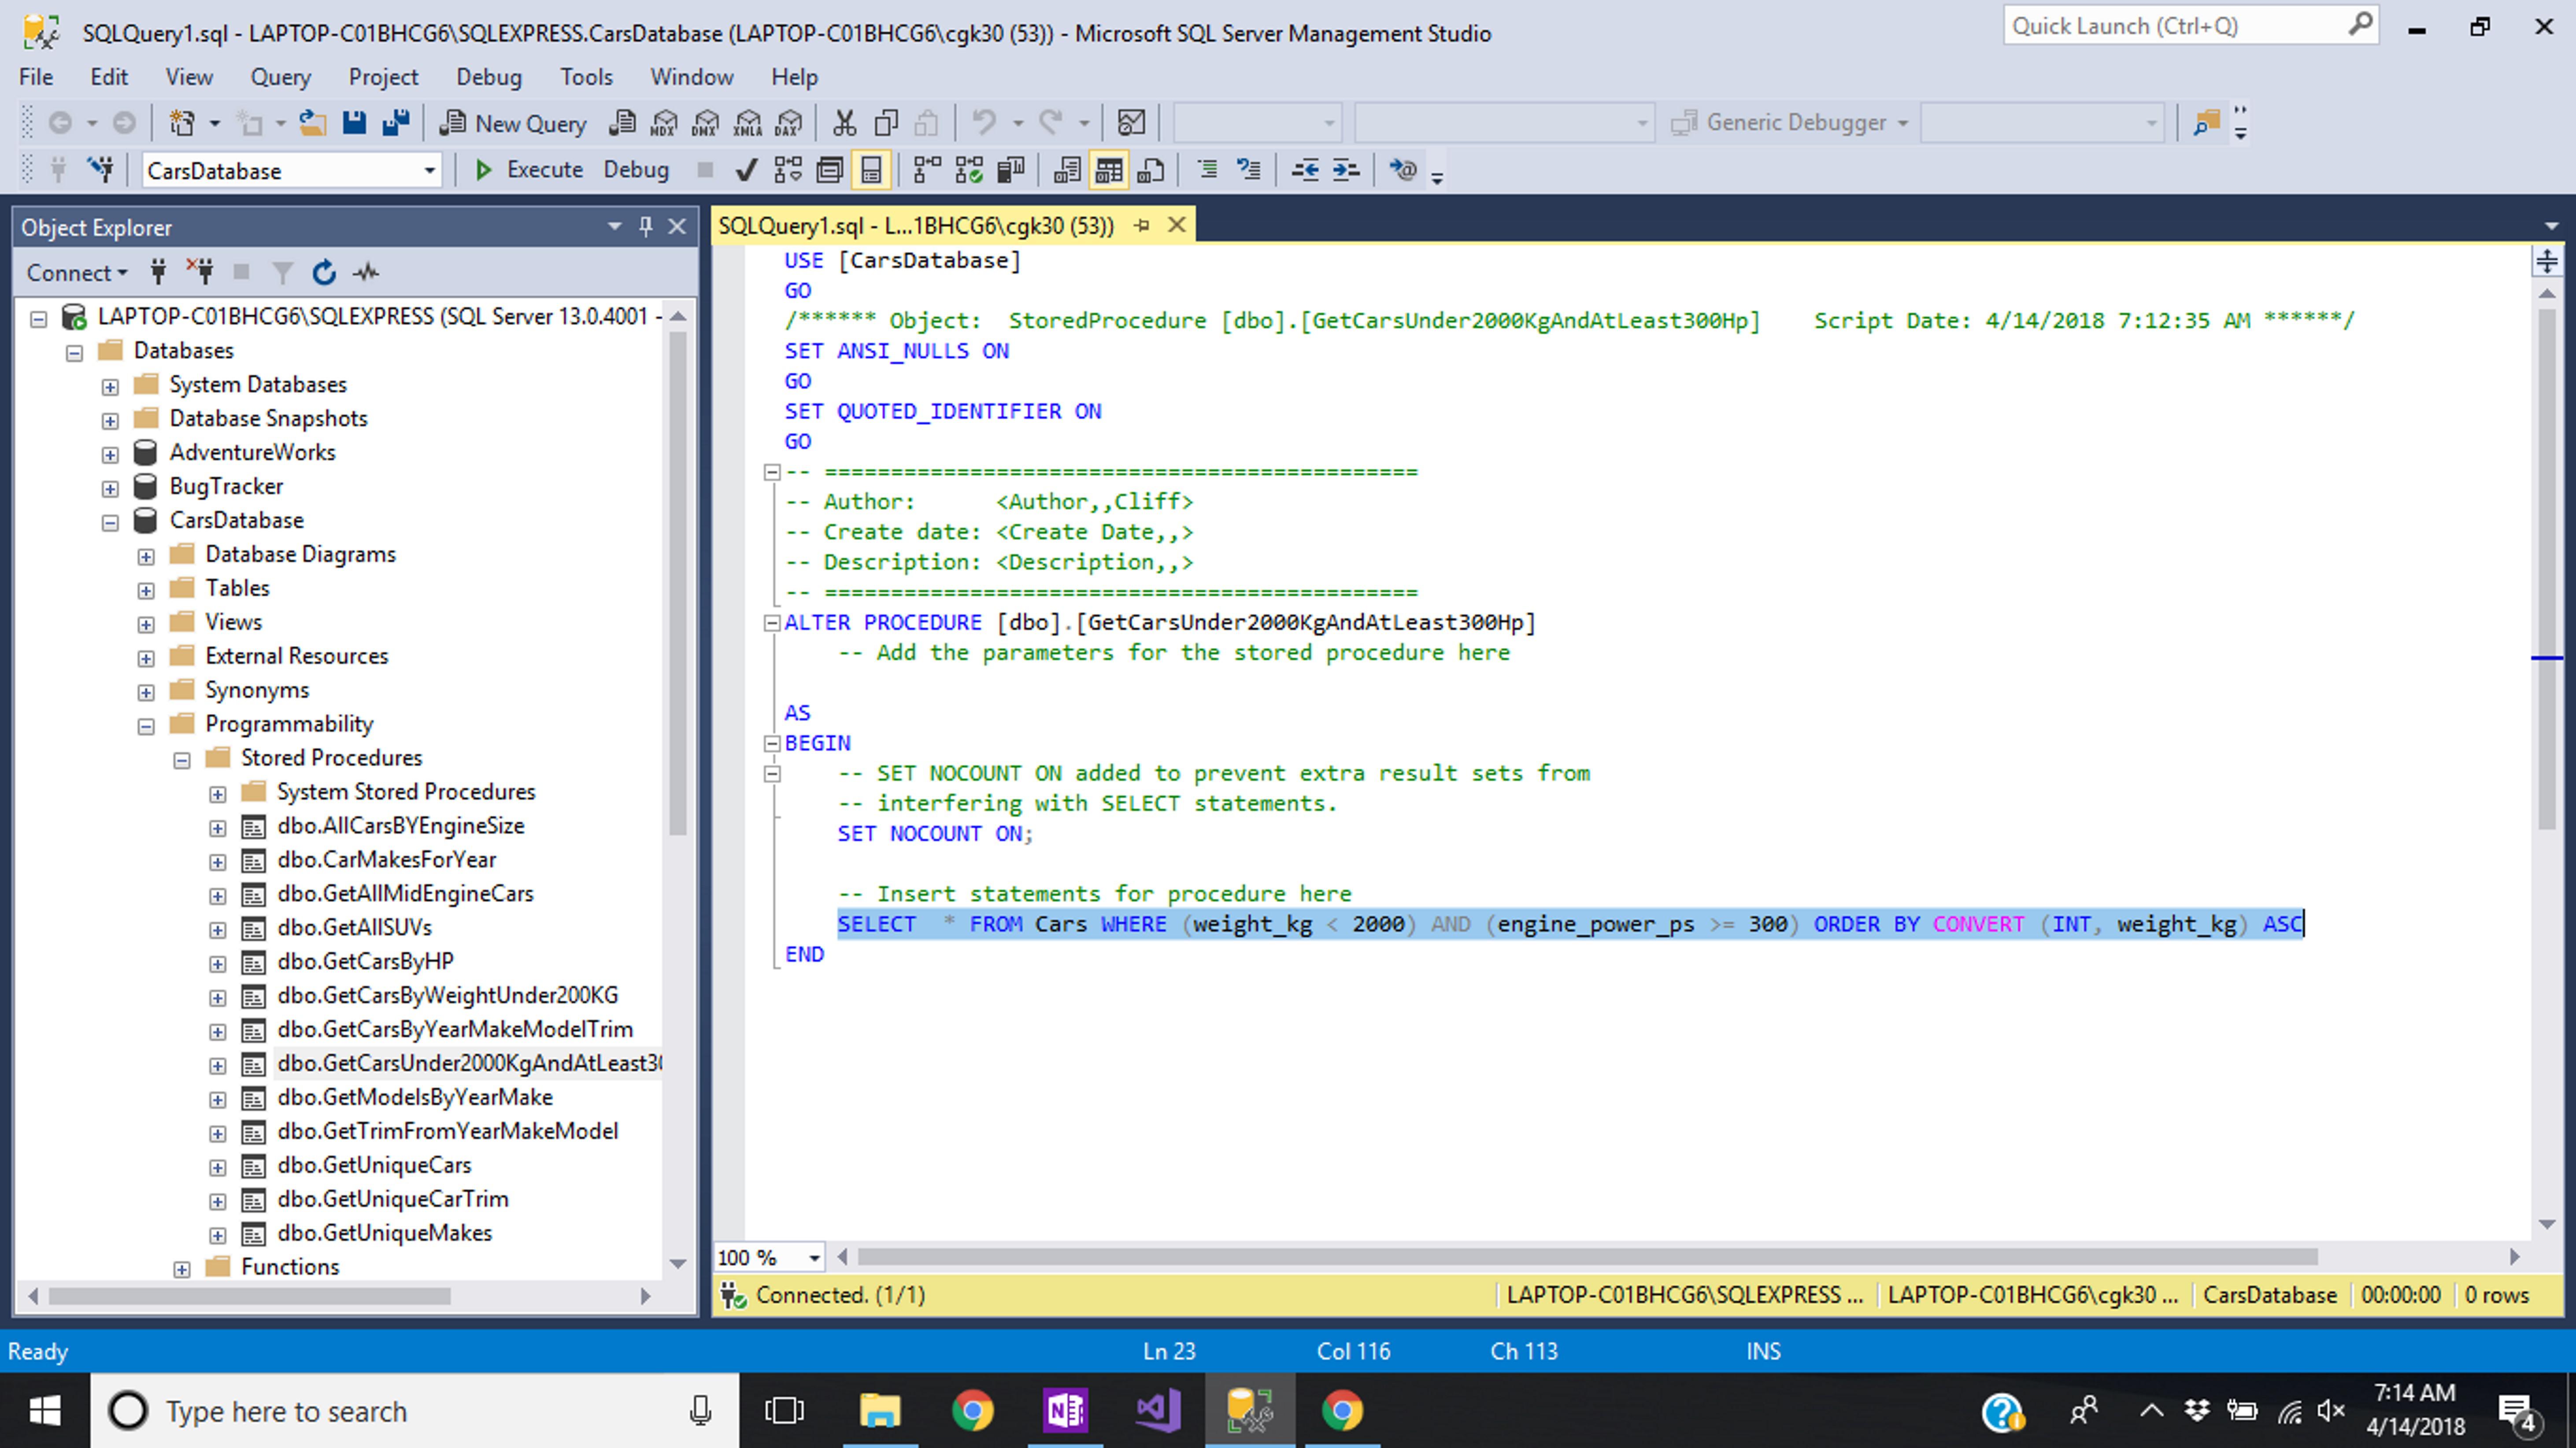 SQLQuery1.sql - LAPTOP-C01BHCG6\SQLEXPRESS.CarsDatabase (LAPTOP-C01BHCG6\cgk30 (53)) - Microsoft SQL Server Management Studio
Quick Launch (Ctrl+Q)
File Edit View Query Project Debug Tools Window Help
New Query MDX DMX XMLA DAX Generic Debugger
CarsDatabase Execute Debug
Object Explorer
Connect
LAPTOP-C01BHCG6\SQLEXPRESS (SQL Server 13.0.4001 -
Databases
System Databases
Database Snapshots
AdventureWorks
BugTracker
CarsDatabase
Database Diagrams
Tables
Views
External Resources
Synonyms
Programmability
Stored Procedures
System Stored Procedures
dbo.AllCarsBYEngineSize
dbo.CarMakesForYear
dbo.GetAllMidEngineCars
dbo.GetAllSUVs
dbo.GetCarsByHP
dbo.GetCarsByWeightUnder200KG
dbo.GetCarsByYearMakeModelTrim
dbo.GetCarsUnder2000KgAndAtLeast30
dbo.GetModelsByYearMake
dbo.GetTrimFromYearMakeModel
dbo.GetUniqueCars
dbo.GetUniqueCarTrim
dbo.GetUniqueMakes
Functions
SQLQuery1.sql - L...1BHCG6\cgk30 (53))
USE [CarsDatabase]
GO
/****** Object:  StoredProcedure [dbo].[GetCarsUnder2000KgAndAtLeast300Hp]    Script Date: 4/14/2018 7:12:35 AM ******/
SET ANSI_NULLS ON
GO
SET QUOTED_IDENTIFIER ON
GO
-- =============================================
-- Author:      <Author,,Cliff>
-- Create date: <Create Date,,>
-- Description: <Description,,>
-- =============================================
ALTER PROCEDURE [dbo].[GetCarsUnder2000KgAndAtLeast300Hp]
-- Add the parameters for the stored procedure here
AS
BEGIN
-- SET NOCOUNT ON added to prevent extra result sets from
-- interfering with SELECT statements.
SET NOCOUNT ON;
-- Insert statements for procedure here
SELECT  * FROM Cars WHERE (weight_kg < 2000) AND (engine_power_ps >= 300) ORDER BY CONVERT (INT, weight_kg) ASC
END
100 %
Connected. (1/1) LAPTOP-C01BHCG6\SQLEXPRESS ... LAPTOP-C01BHCG6\cgk30 ... CarsDatabase 00:00:00 0 rows
Ready Ln 23 Col 116 Ch 113 INS
Type here to search
7:14 AM
4/14/2018
4